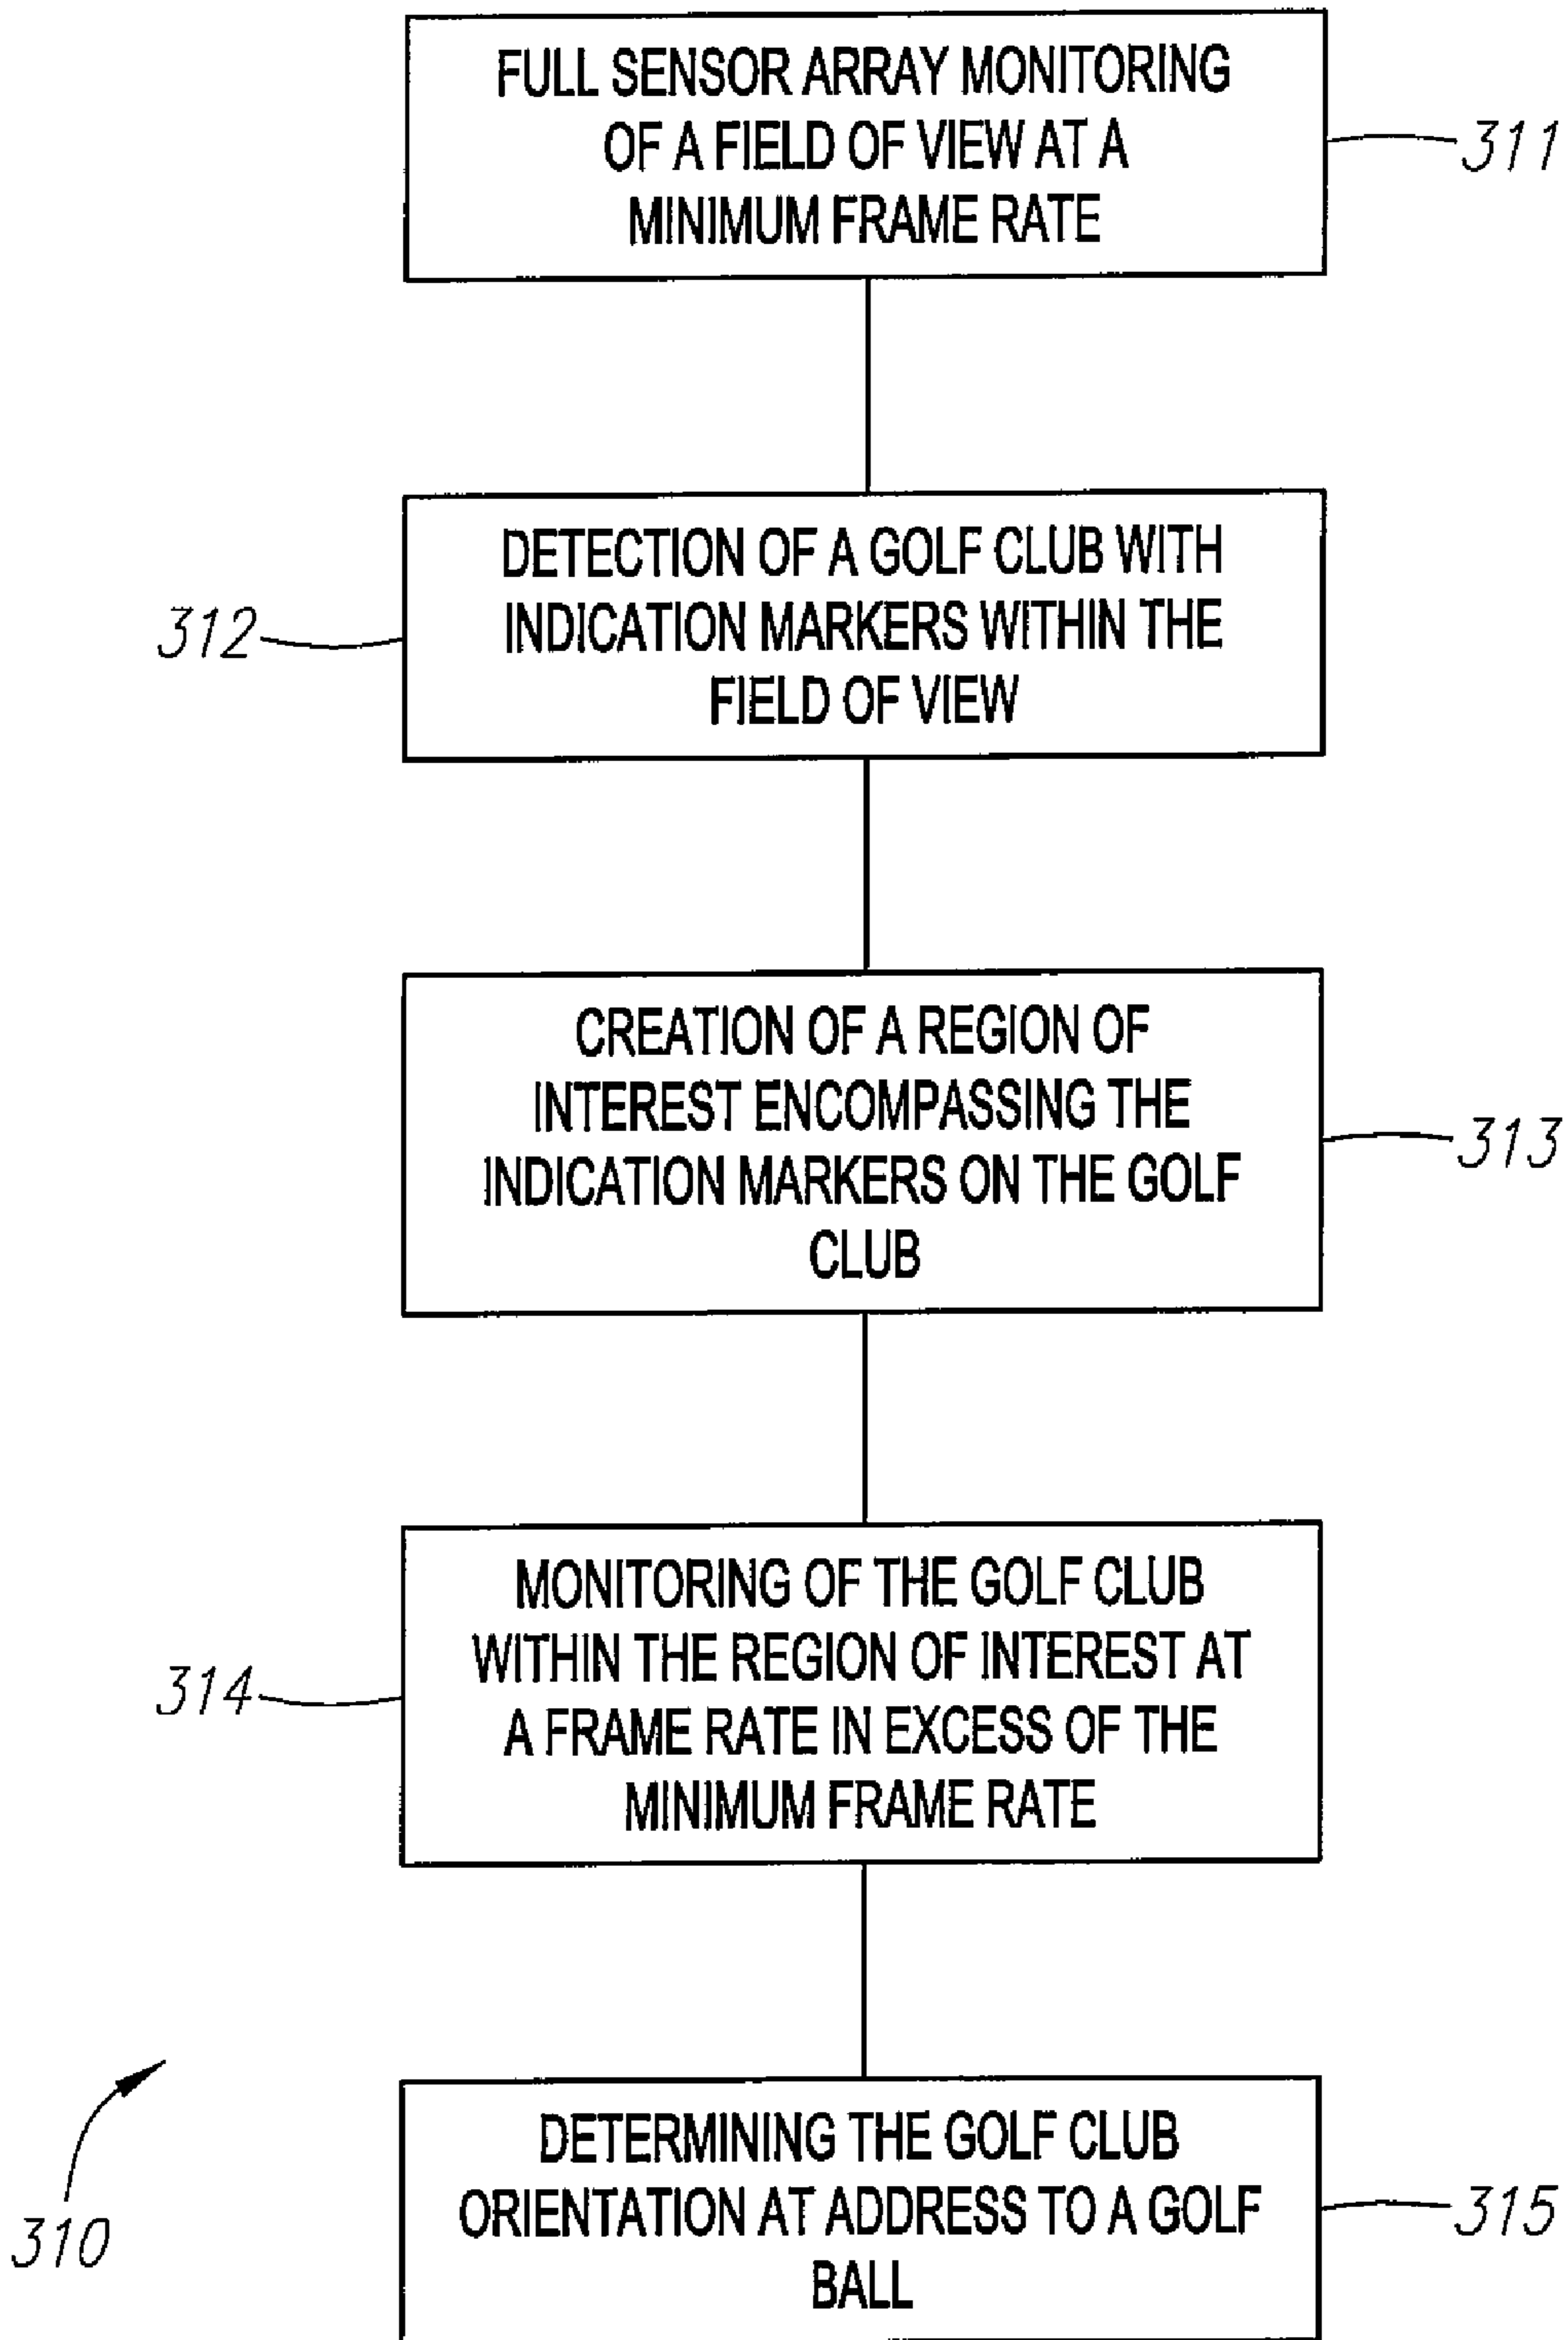 FULL SENSOR ARRAY MONITORING
OF A FIELD OF VIEW AT A
MINIMUM FRAME RATE
311
DETECTION OF A GOLF CLUB WITH
INDICATION MARKERS WITHIN THE
FIELD OF VIEW
312
CREATION OF A REGION OF
INTEREST ENCOMPASSING THE
INDICATION MARKERS ON THE GOLF
CLUB
313
MONITORING OF THE GOLF CLUB
WITHIN THE REGION OF INTEREST AT
A FRAME RATE IN EXCESS OF THE
MINIMUM FRAME RATE
314
DETERMINING THE GOLF CLUB
ORIENTATION AT ADDRESS TO A GOLF
BALL
315
310